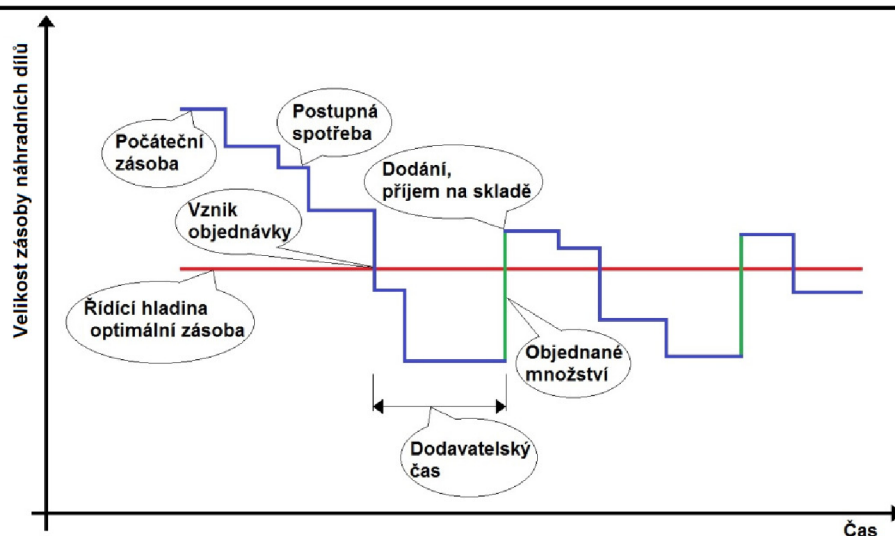 Velikost zásoby náhradních dílů
Počáteční
zásoba
Postupná
spotřeba
Dodání,
příjem na skladě
Vznik
objednávky
Řídící hladina
optimální zásoba
Objednané
množství
Dodavatelský
čas
Čas